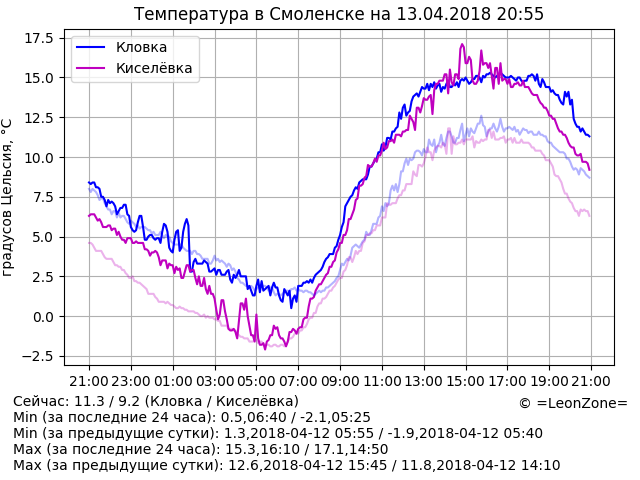 Температура в Смоленске на 13.04.2018 20:55
градусов Цельсия, °C
17.5
15.0
12.5
10.0
7.5
5.0
2.5
0.0
−2.5
Кловка
Киселёвка
21:00 23:00 01:00 03:00 05:00 07:00 09:00 11:00 13:00 15:00 17:00 19:00 21:00
Сейчас: 11.3 / 9.2 (Кловка / Киселёвка)
© =LeonZone=
Min (за последние 24 часа): 0.5,06:40 / -2.1,05:25
Min (за предыдущие сутки): 1.3,2018-04-12 05:55 / -1.9,2018-04-12 05:40
Max (за последние 24 часа): 15.3,16:10 / 17.1,14:50
Max (за предыдущие сутки): 12.6,2018-04-12 15:45 / 11.8,2018-04-12 14:10